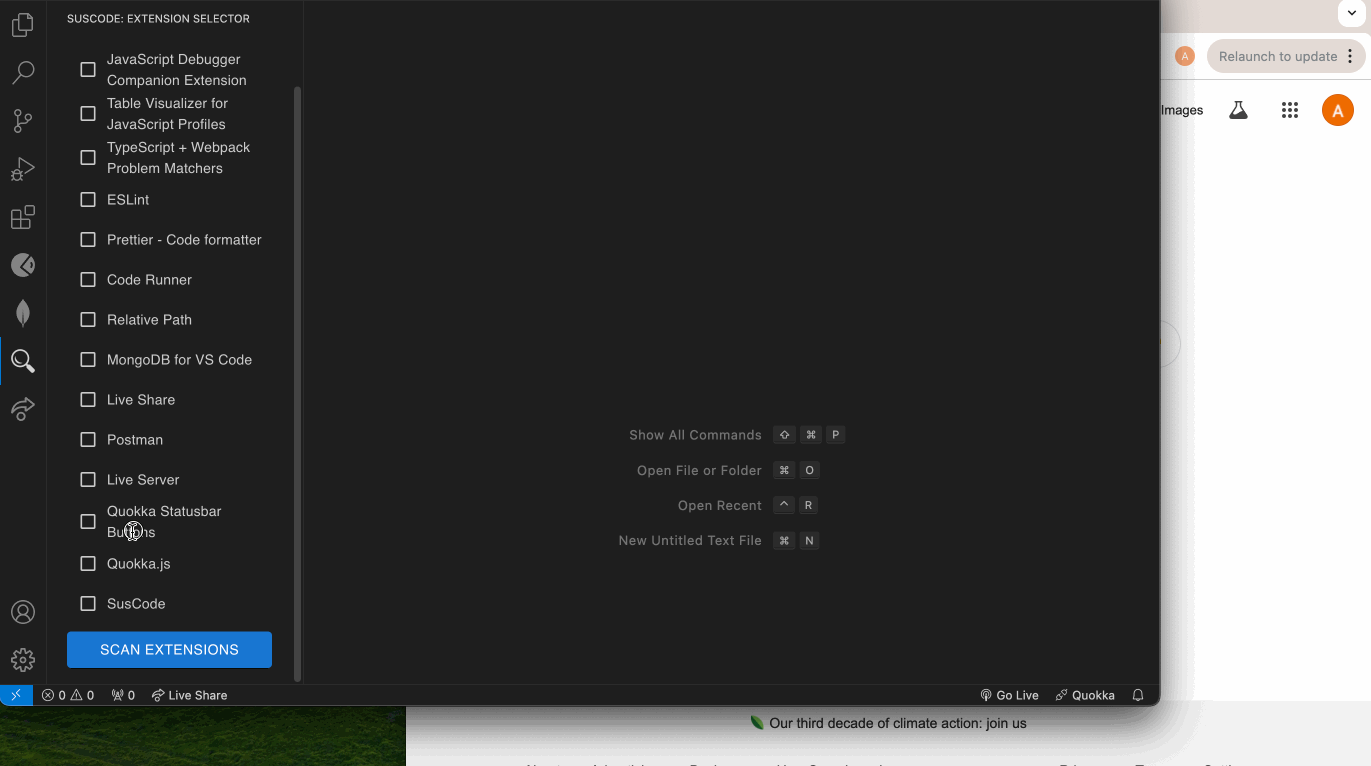 SUSCODE: EXTENSION SELECTOR
JavaScript Debugger
Companion Extension
Table Visualizer for
JavaScript Profiles
TypeScript + Webpack
Problem Matchers
ESLint
Prettier - Code formatter
Code Runner
Relative Path
MongoDB for VS Code
Live Share
Postman
Live Server
Quokka Statusbar
Buttons
Quokka.js
SusCode
SCAN EXTENSIONS
Show All Commands ⇧ ⌘ P
Open File or Folder ⌘ O
Open Recent ^ R
New Untitled Text File ⌘ N
0 0 0 Live Share
Go Live Quokka
A Relaunch to update
Images A
Our third decade of climate action: join us